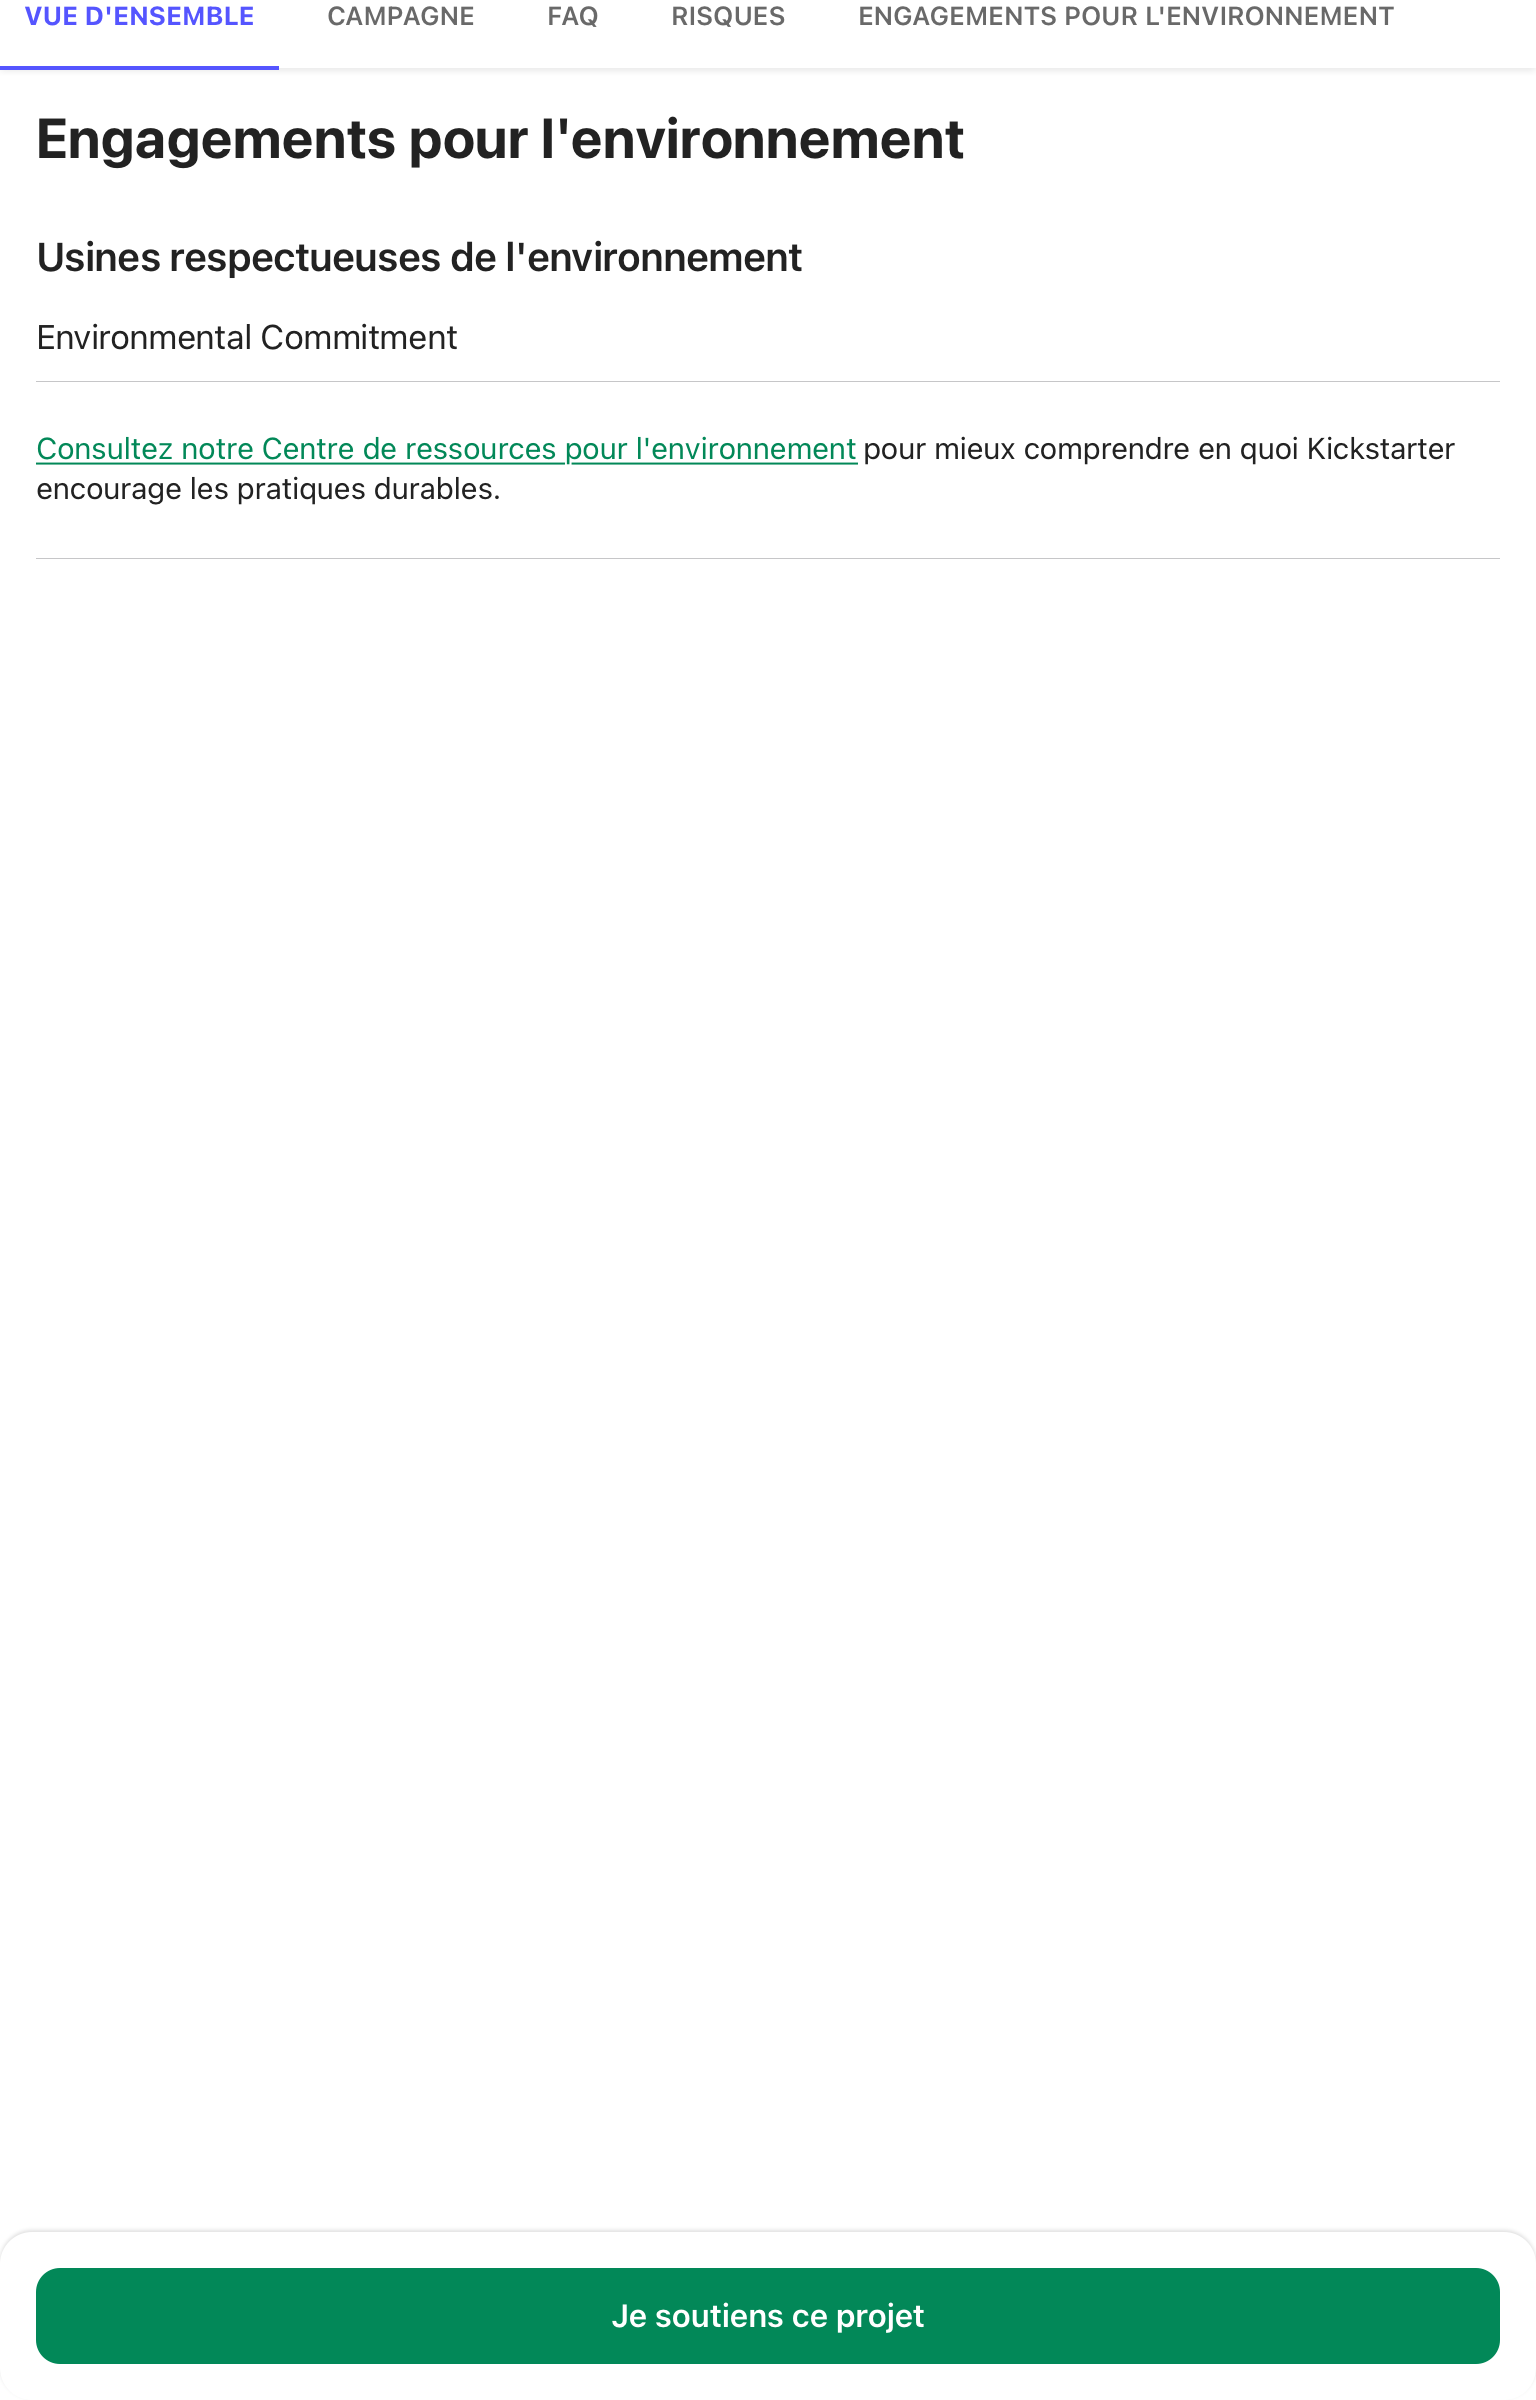 VUE D'ENSEMBLE CAMPAGNE FAQ RISQUES ENGAGEMENTS POUR L'ENVIRONNEMENT
Engagements pour l'environnement
Usines respectueuses de l'environnement
Environmental Commitment
Consultez notre Centre de ressources pour l'environnement pour mieux comprendre en quoi Kickstarter
encourage les pratiques durables.
Je soutiens ce projet